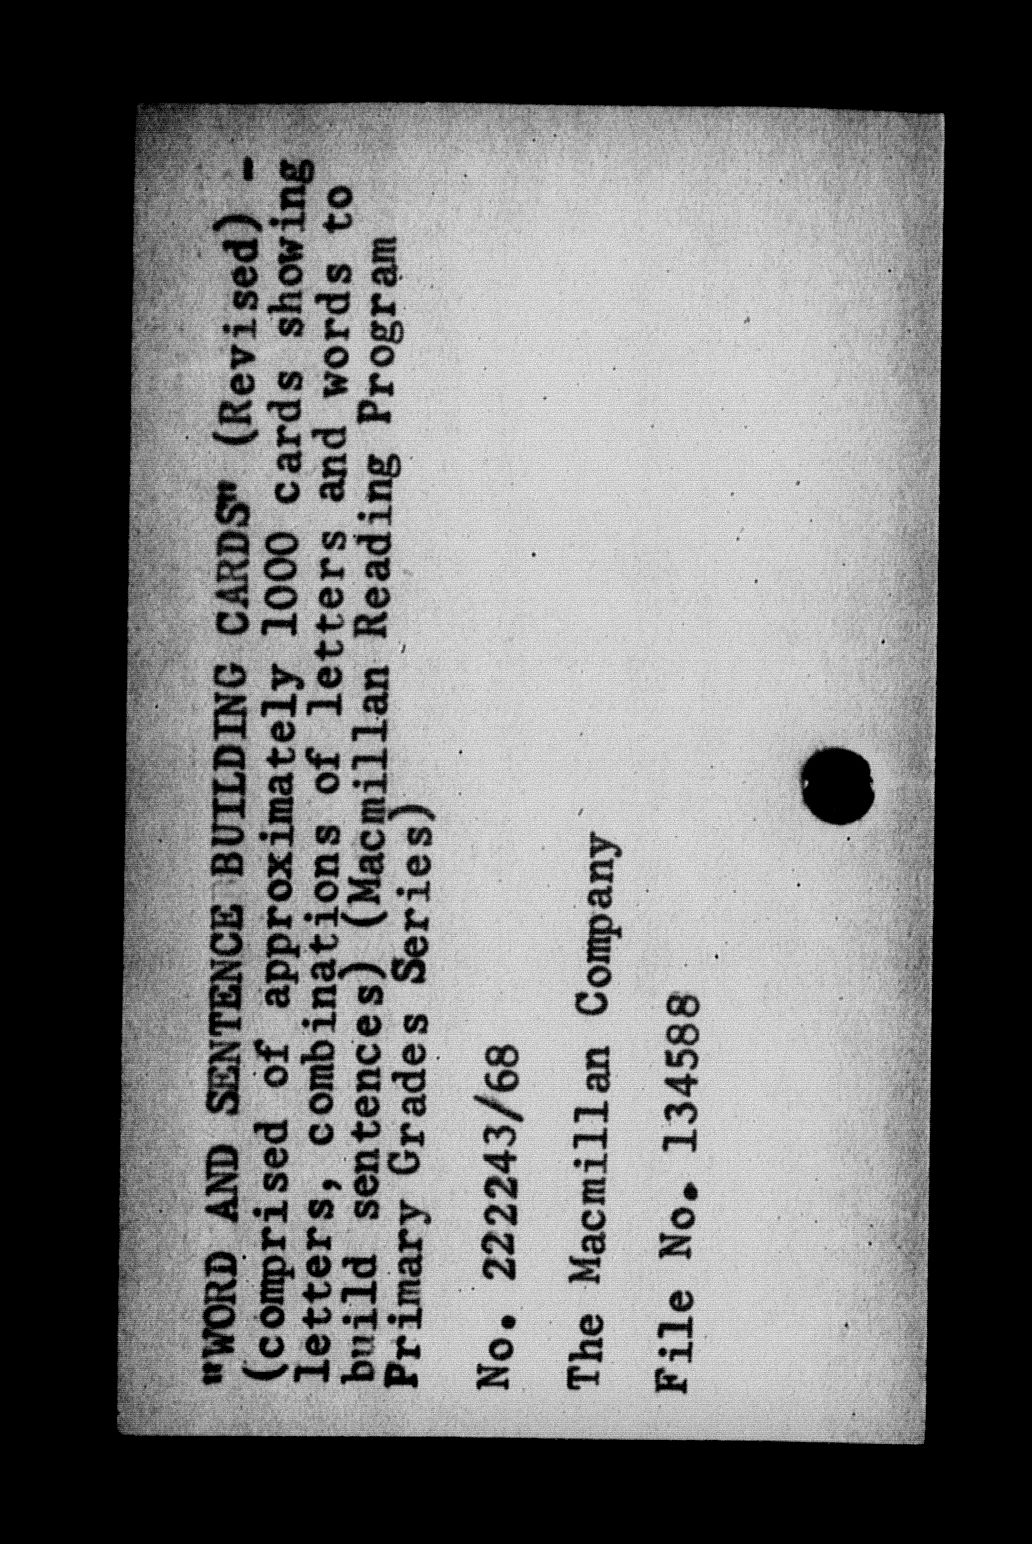 "WORD AND SENTENCE BUILDING CARDS" (Revised) -
(comprised of approximately 1000 cards showing
letters, combinations of letters and words to
build sentences) (Macmillan Reading Program
Primary Grades Series)
No. 222243/68
The Macmillan Company
File No. 134588